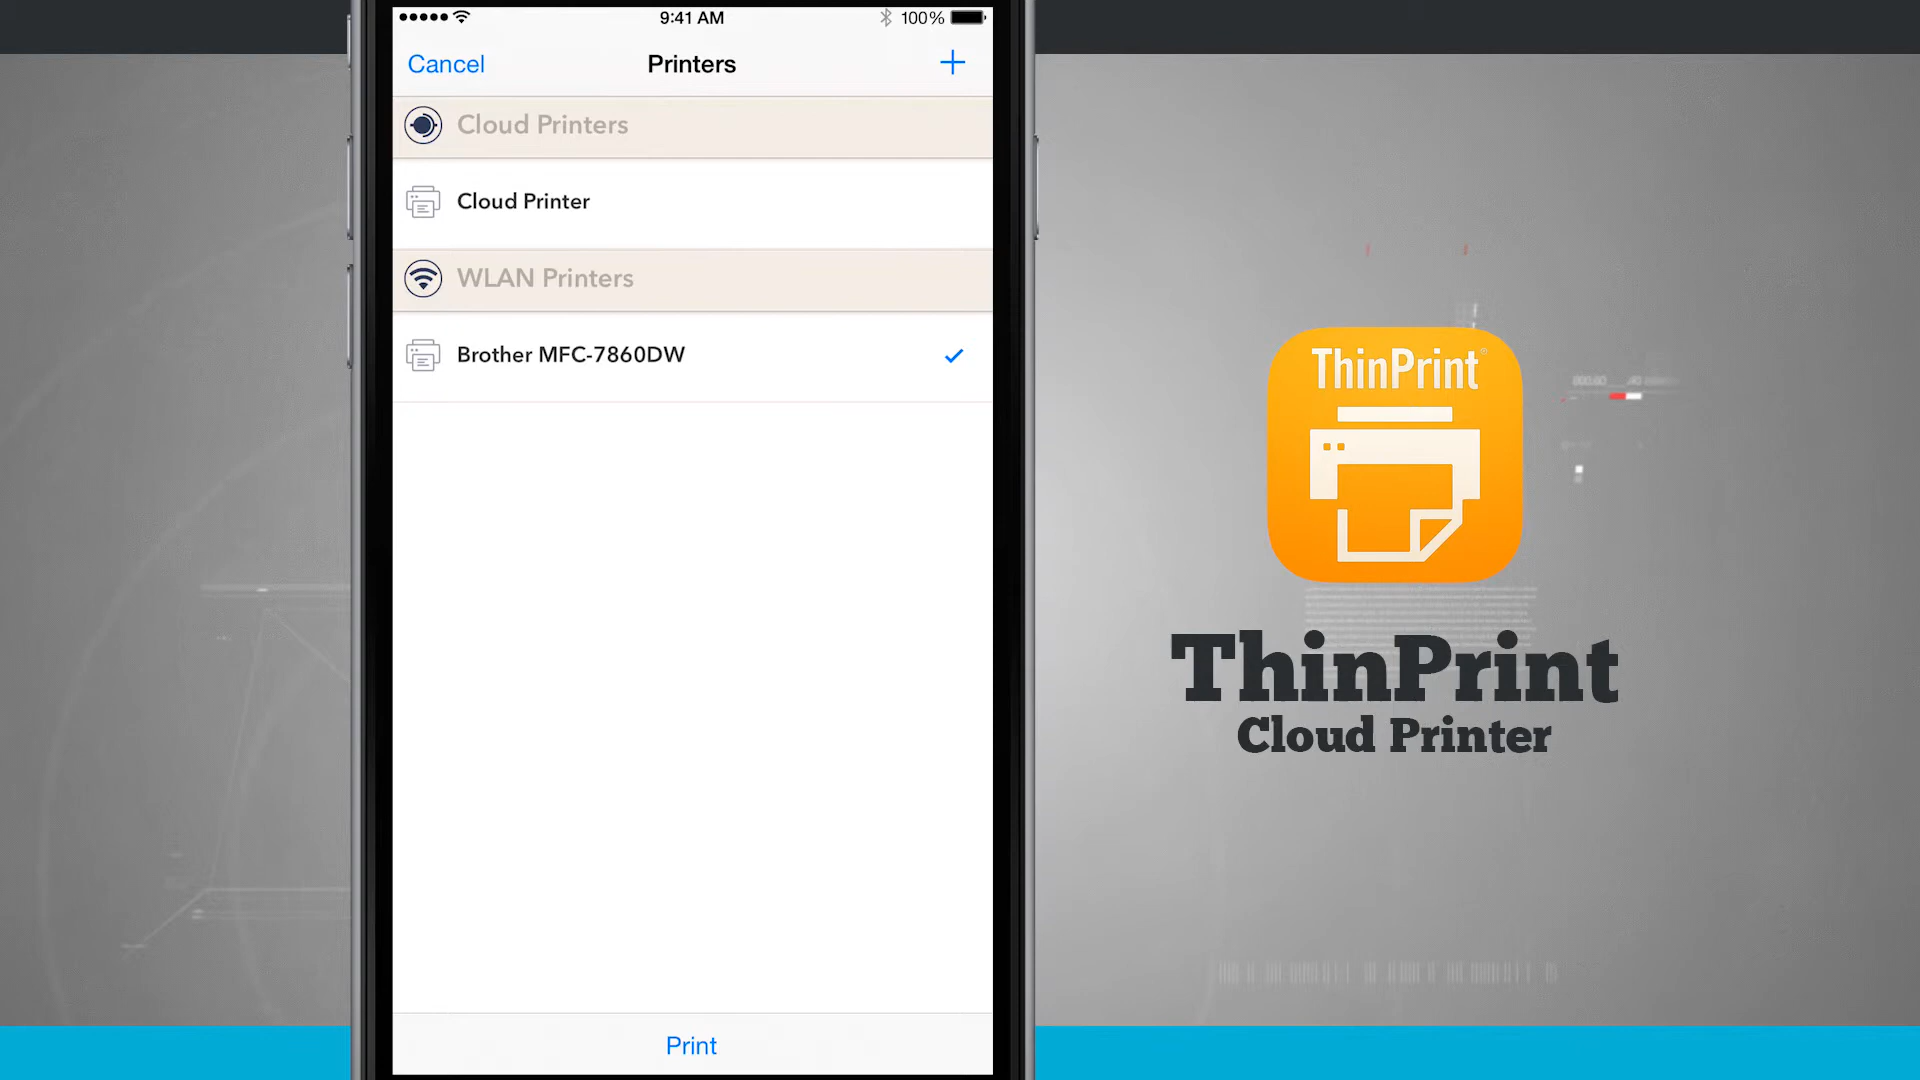 9:41 AM
100%
Cancel
Printers
Cloud Printers
Cloud Printer
WLAN Printers
Brother MFC-7860DW
Print
ThinPrint®
ThinPrint
Cloud Printer